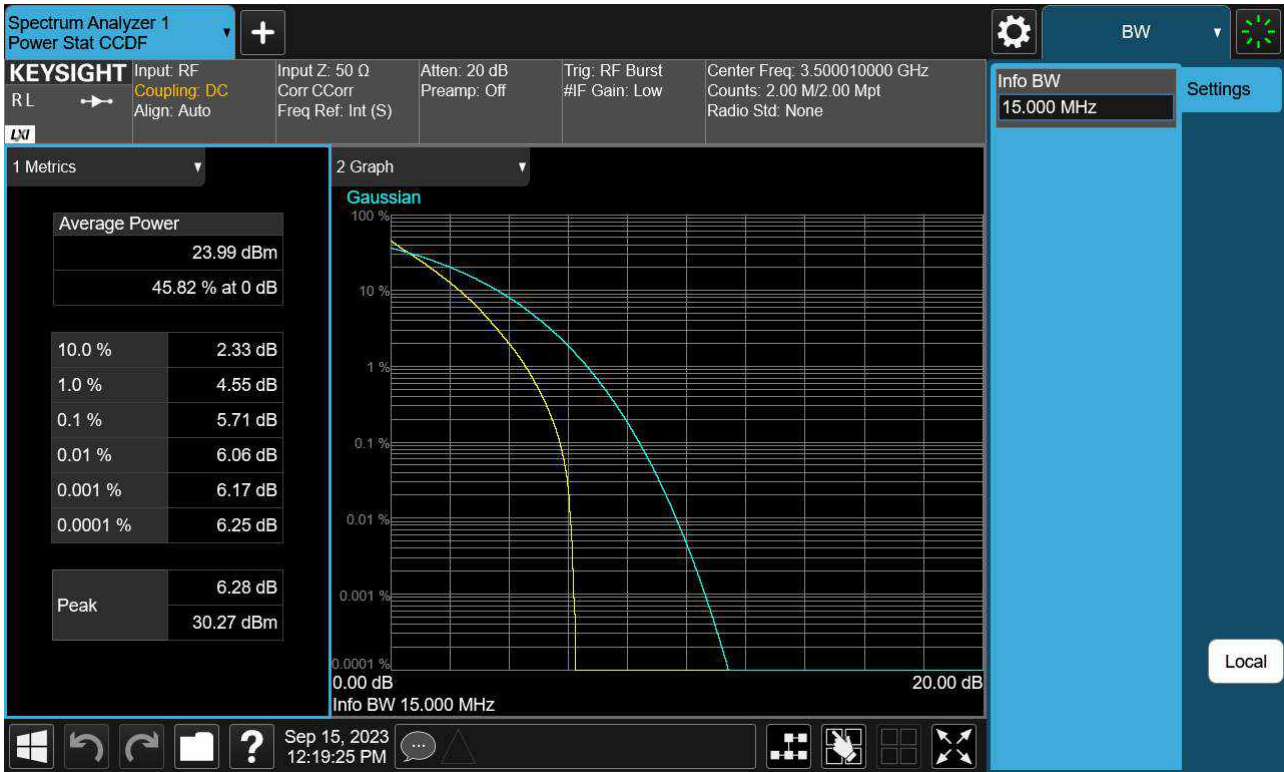 Spectrum Analyzer 1
Power Stat CCDF
BW
KEYSIGHT
RL
LXI
Input: RF
Coupling: DC
Align: Auto
Input Z: 50 Ω
Corr CCorr
Freq Ref: Int (S)
Atten: 20 dB
Preamp: Off
Trig: RF Burst
#IF Gain: Low
Center Freq: 3.500010000 GHz
Counts: 2.00 M/2.00 Mpt
Radio Std: None
Info BW
15.000 MHz
Settings
1 Metrics
Average Power
23.99 dBm
45.82 % at 0 dB
10.0 % 2.33 dB
1.0 % 4.55 dB
0.1 % 5.71 dB
0.01 % 6.06 dB
0.001 % 6.17 dB
0.0001 % 6.25 dB
Peak 6.28 dB
30.27 dBm
2 Graph
Gaussian
100 %
10 %
1 %
0.1 %
0.01 %
0.001 %
0.0001 %
0.00 dB 20.00 dB
Info BW 15.000 MHz
Local
?
Sep 15, 2023
12:19:25 PM